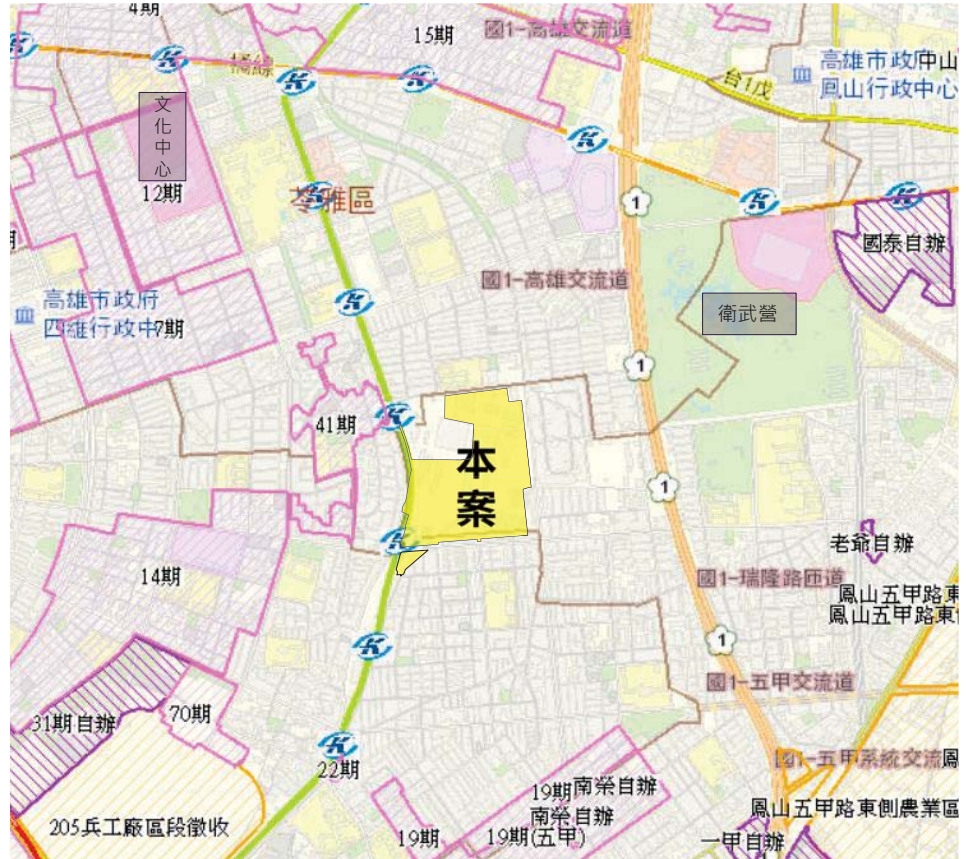 4期
15期
國1-高雄交流道
橘線
高雄市政府中山
鳳山行政中心
台1戊
文化中心
12期
苓雅區
1
國泰自辦
國1-高雄交流道
高雄市政府
四維行政中
7期
衛武營
1
41期
本案
1
老爺自辦
14期
國1-瑞隆路匝道
鳳山五甲路東
鳳山五甲路東
1
國1-五甲交流道
31期自辦
70期
國1-五甲系統交流
鳳
22期
19期
南榮自辦
南榮自辦
鳳山五甲路東側農業區
205兵工廠區段徵收
19期
19期(五甲)
一甲自辦